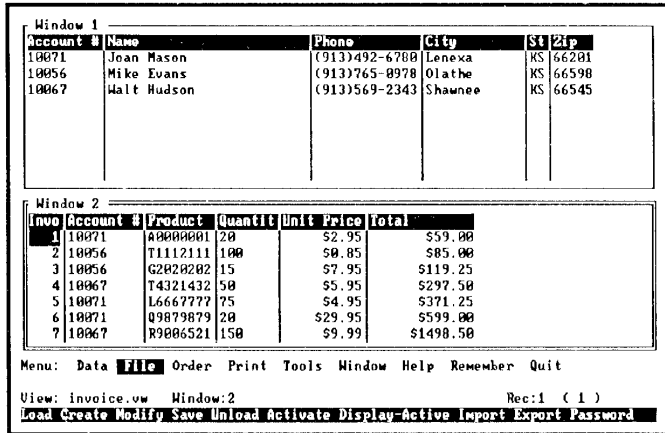 Window 1
Account # Name Phone City St Zip
10071 Joan Mason (913)492-6780 Lenexa KS 66201
10056 Mike Evans (913)765-0978 Olathe KS 66598
10067 Walt Hudson (913)569-2343 Shawnee KS 66545
Window 2
Invo Account # Product Quantit Unit Price Total
1 10071 A0000001 20 $2.95 $59.00
2 10056 T1112111 100 $0.85 $85.00
3 10056 G2020202 15 $7.95 $119.25
4 10067 T4321432 50 $5.95 $297.50
5 10071 L6667777 75 $4.95 $371.25
6 10071 Q9879879 20 $29.95 $599.00
7 10067 R9006521 150 $9.99 $1498.50
Menu: Data File Order Print Tools Window Help Remember Quit
View: invoice.vw Window:2 Rec:1 ( 1 )
Load Create Modify Save Unload Activate Display-Active Import Export Password